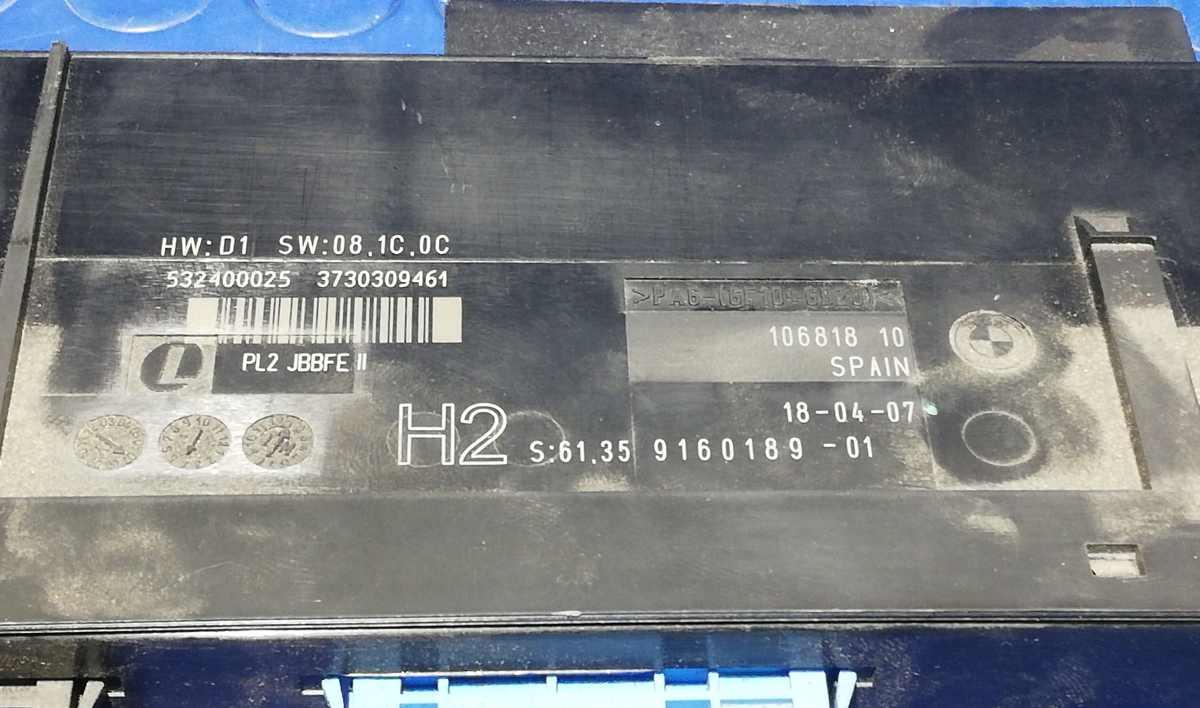 HW:D1 SW:08.1C.0C
532400025 3730309461
L
PL2 JBBFE II
106818 10
SPAIN
18-04-07
H2 S:61.35 9160189-01